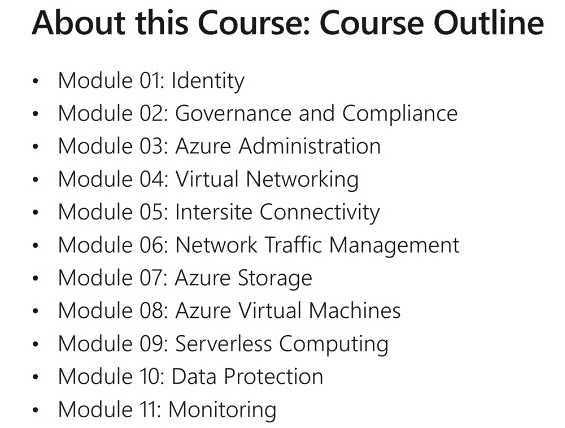 About this Course: Course Outline
• Module 01: Identity
• Module 02: Governance and Compliance
• Module 03: Azure Administration
• Module 04: Virtual Networking
• Module 05: Intersite Connectivity
• Module 06: Network Traffic Management
• Module 07: Azure Storage
• Module 08: Azure Virtual Machines
• Module 09: Serverless Computing
• Module 10: Data Protection
• Module 11: Monitoring